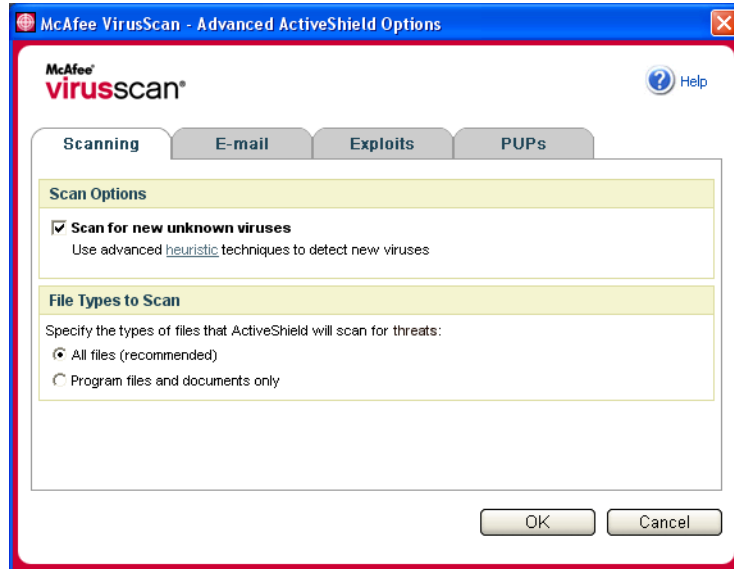 McAfee VirusScan - Advanced ActiveShield Options
McAfee®
virusscan®
? Help
Scanning
E-mail
Exploits
PUPs
Scan Options
Scan for new unknown viruses
Use advanced heuristic techniques to detect new viruses
File Types to Scan
Specify the types of files that ActiveShield will scan for threats:
All files (recommended)
Program files and documents only
OK
Cancel